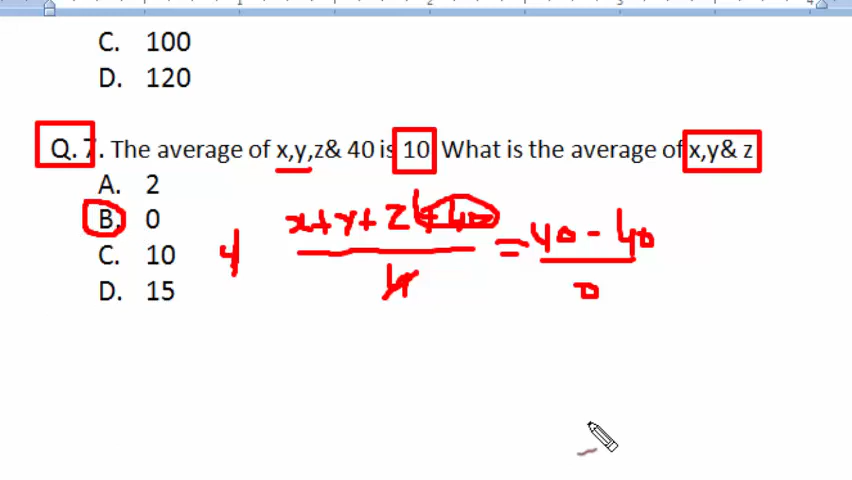 C. 100
D. 120
Q. 7. The average of x,y,z& 40 is 10 What is the average of x,y& z
A. 2
B. 0
C. 10
D. 15
4 x+y+z+40 = 40 - 40
4 0